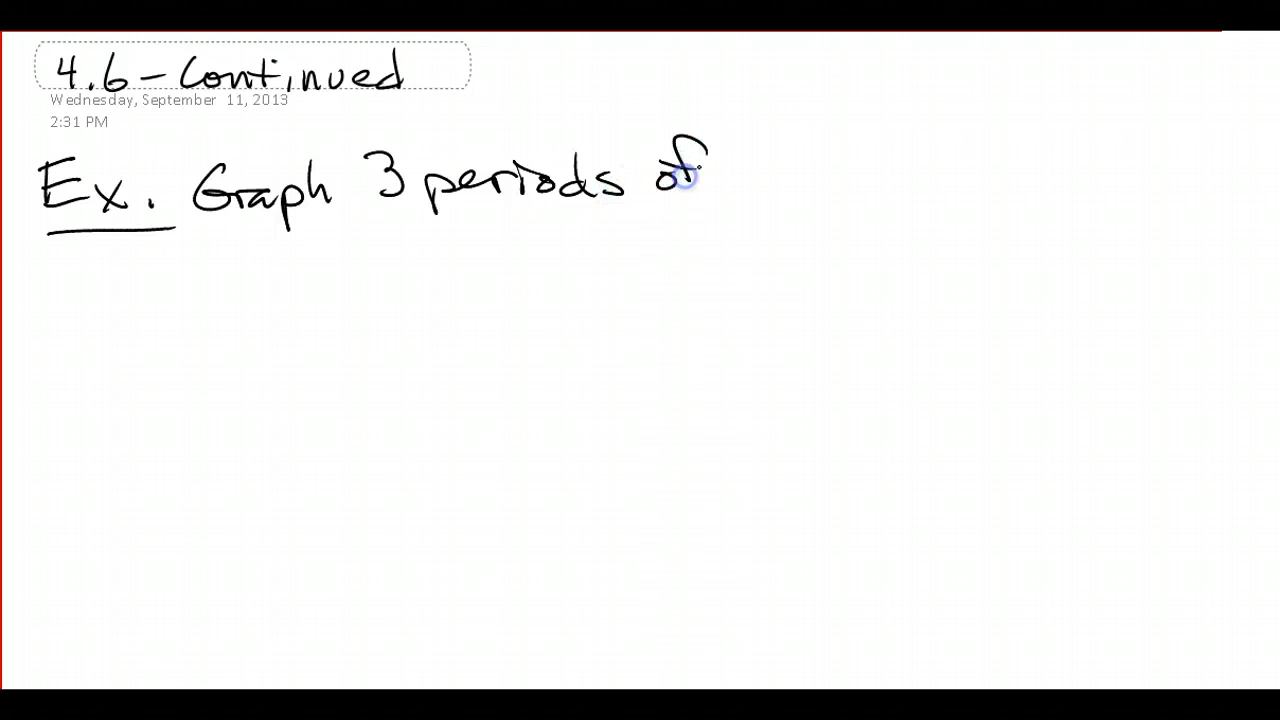 4.6 - Continued
Wednesday, September 11, 2013
2:31 PM
Ex. Graph 3 periods of